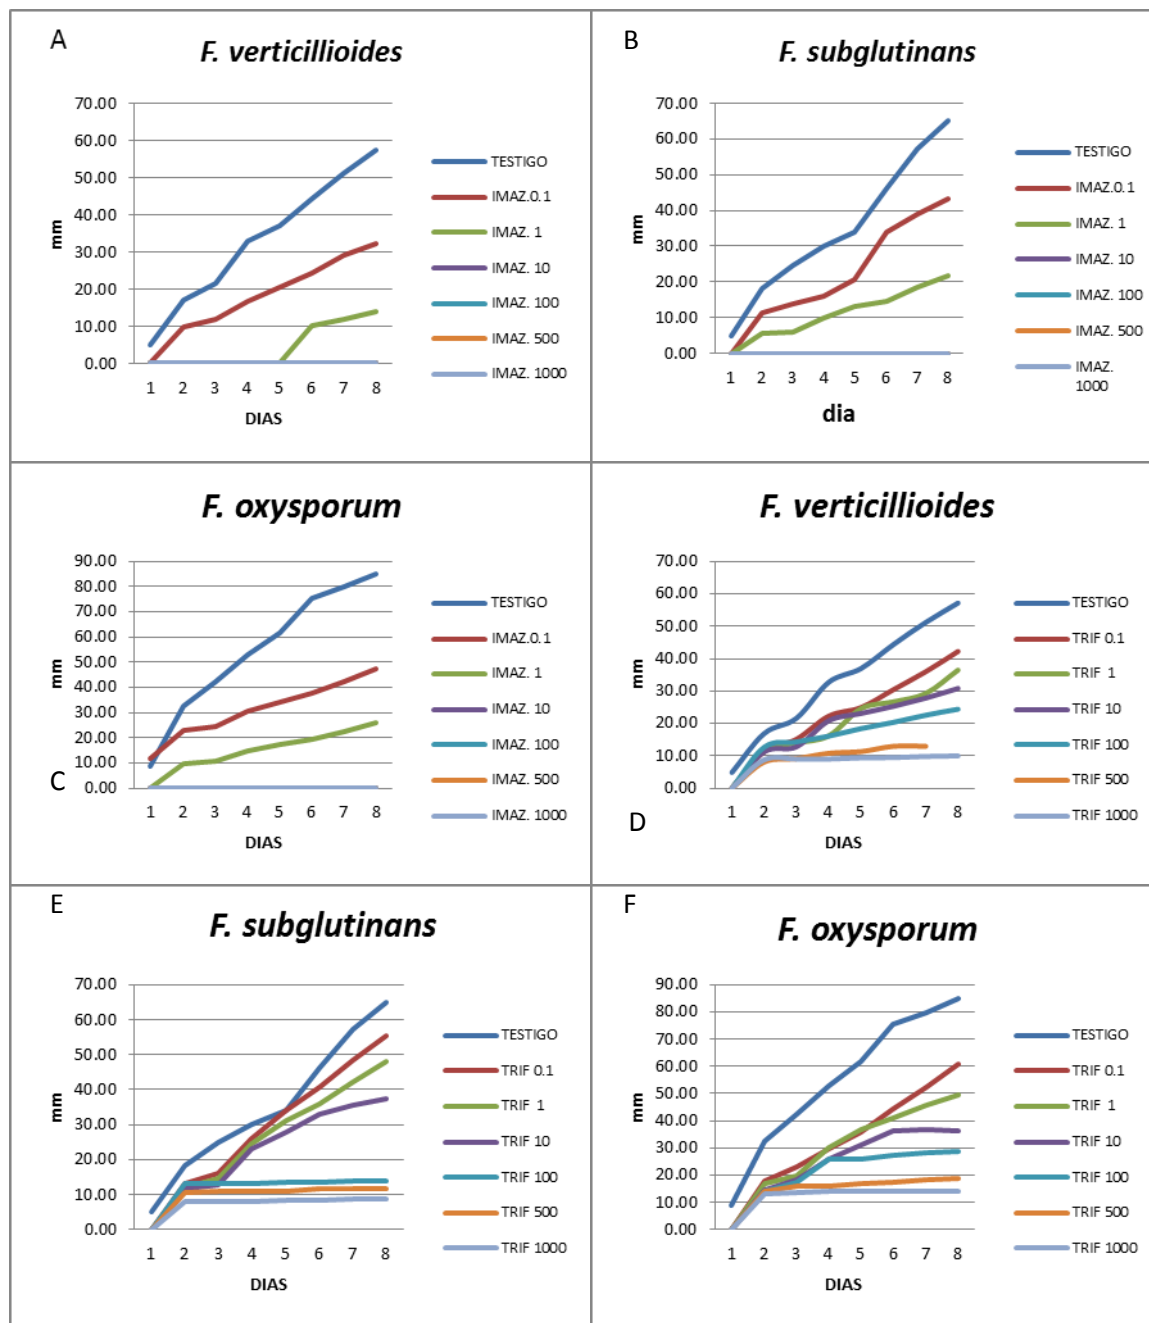 A
F. verticillioides
70.00
60.00
50.00
40.00
30.00
20.00
10.00
0.00
mm
1 2 3 4 5 6 7 8
DIAS
TESTIGO
IMAZ.0.1
IMAZ. 1
IMAZ. 10
IMAZ. 100
IMAZ. 500
IMAZ. 1000
B
F. subglutinans
70.00
60.00
50.00
40.00
30.00
20.00
10.00
0.00
mm
1 2 3 4 5 6 7 8
dia
TESTIGO
IMAZ.0.1
IMAZ. 1
IMAZ. 10
IMAZ. 100
IMAZ. 500
IMAZ.
1000
F. oxysporum
90.00
80.00
70.00
60.00
50.00
40.00
30.00
20.00
10.00
0.00
mm
C
1 2 3 4 5 6 7 8
DIAS
TESTIGO
IMAZ.0.1
IMAZ. 1
IMAZ. 10
IMAZ. 100
IMAZ. 500
IMAZ. 1000
F. verticillioides
70.00
60.00
50.00
40.00
30.00
20.00
10.00
0.00
mm
1 2 3 4 5 6 7 8
D
DIAS
TESTIGO
TRIF 0.1
TRIF 1
TRIF 10
TRIF 100
TRIF 500
TRIF 1000
E
F. subglutinans
70.00
60.00
50.00
40.00
30.00
20.00
10.00
0.00
mm
1 2 3 4 5 6 7 8
DIAS
TESTIGO
TRIF 0.1
TRIF 1
TRIF 10
TRIF 100
TRIF 500
TRIF 1000
F
F. oxysporum
90.00
80.00
70.00
60.00
50.00
40.00
30.00
20.00
10.00
0.00
mm
1 2 3 4 5 6 7 8
DIAS
TESTIGO
TRIF 0.1
TRIF 1
TRIF 10
TRIF 100
TRIF 500
TRIF 1000